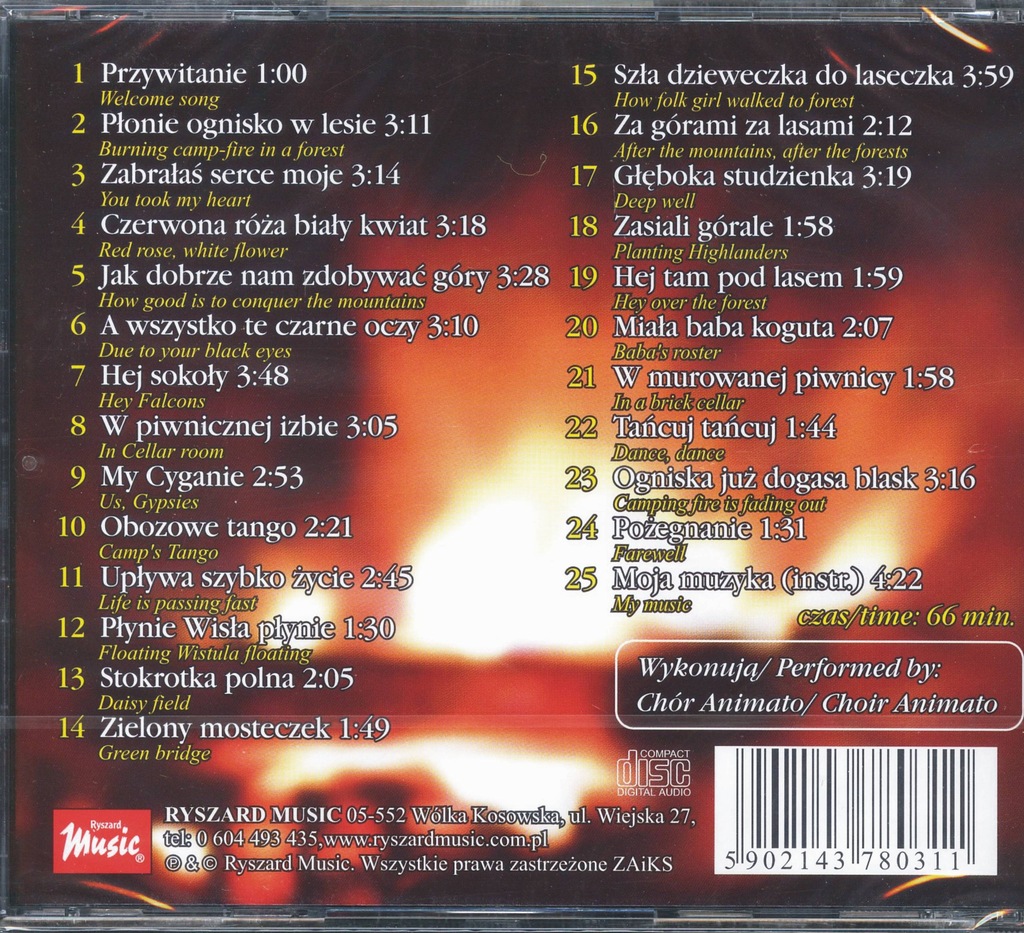 1 Przywitanie 1:00
Welcome song
2 Płonie ognisko w lesie 3:11
Burning camp-fire in a forest
3 Zabrałaś serce moje 3:14
You took my heart
4 Czerwona róża biały kwiat 3:18
Red rose, white flower
5 Jak dobrze nam zdobywać góry 3:28
How good is to conquer the mountains
6 A wszystko te czarne oczy 3:10
Due to your black eyes
7 Hej sokoły 3:48
Hey Falcons
8 W piwnicznej izbie 3:05
In Cellar room
9 My Cyganie 2:53
Us, Gypsies
10 Obozowe tango 2:21
Camp's Tango
11 Upływa szybko życie 2:45
Life is passing fast
12 Płynie Wisła płynie 1:30
Floating Wistula floating
13 Stokrotka polna 2:05
Daisy field
14 Zielony mosteczek 1:49
Green bridge
15 Szła dzieweczka do laseczka 3:59
How folk girl walked to forest
16 Za górami za lasami 2:12
After the mountains, after the forests
17 Głęboka studzienka 3:19
Deep well
18 Zasiali górale 1:58
Planting Highlanders
19 Hej tam pod lasem 1:59
Hey over the forest
20 Miała baba koguta 2:07
Baba's roster
21 W murowanej piwnicy 1:58
In a brick cellar
22 Tańcuj tańcuj 1:44
Dance, dance
23 Ogniska już dogasa blask 3:16
Camping fire is fading out
24 Pożegnanie 1:31
Farewell
25 Moja muzyka (instr.) 4:22
My music
czas/time: 66 min.
Wykonują/ Performed by:
Chór Animato/ Choir Animato
COMPACT
disc
DIGITAL AUDIO
Ryszard
Music®
RYSZARD MUSIC 05-552 Wólka Kosowska, ul. Wiejska 27,
tel: 0 604 493 435,www.ryszardmusic.com.pl
℗ & © Ryszard Music. Wszystkie prawa zastrzeżone ZAiKS
5 902143 780311